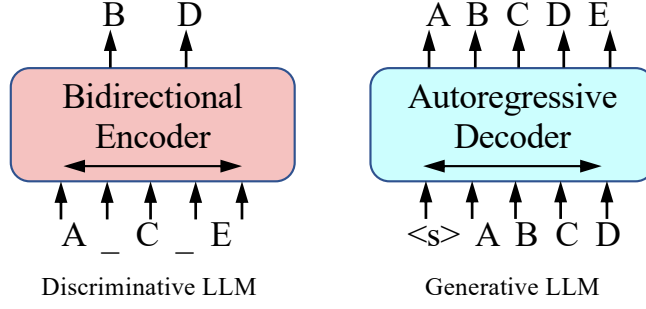 B D
Bidirectional
Encoder
A _ C _ E
Discriminative LLM
A B C D E
Autoregressive
Decoder
<s> A B C D
Generative LLM